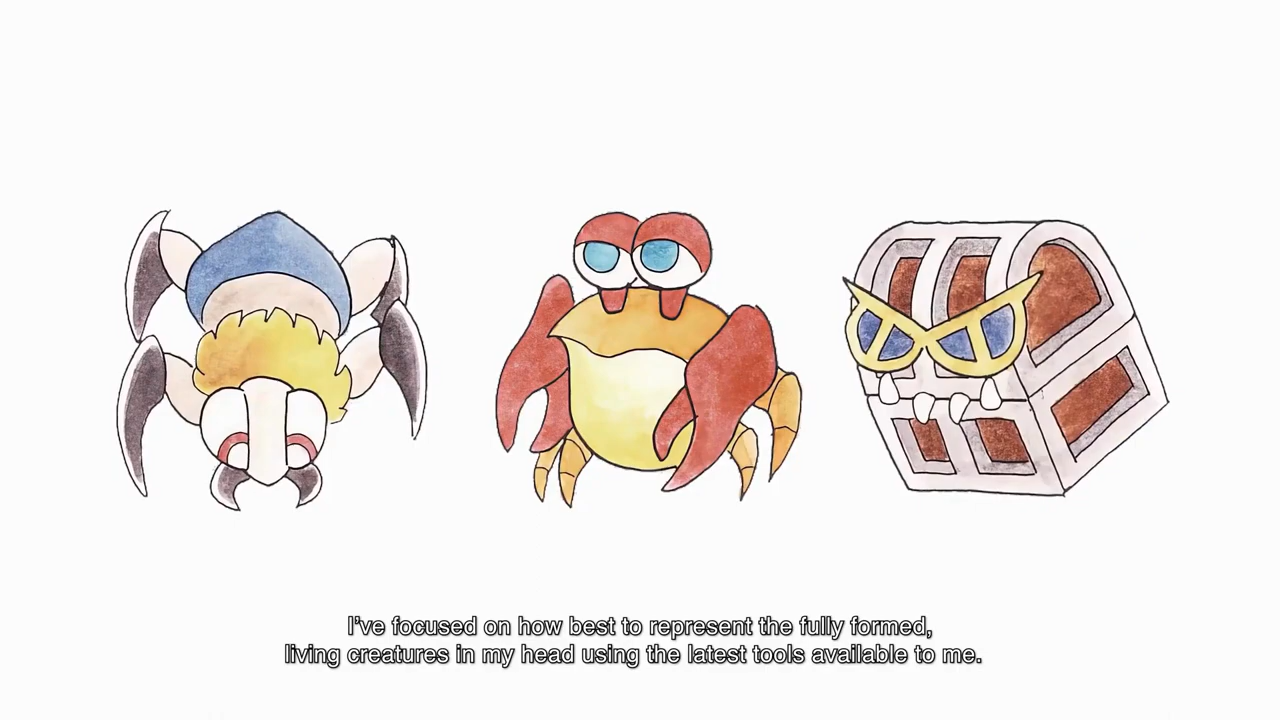 I've focused on how best to represent the fully formed,
living creatures in my head using the latest tools available to me.